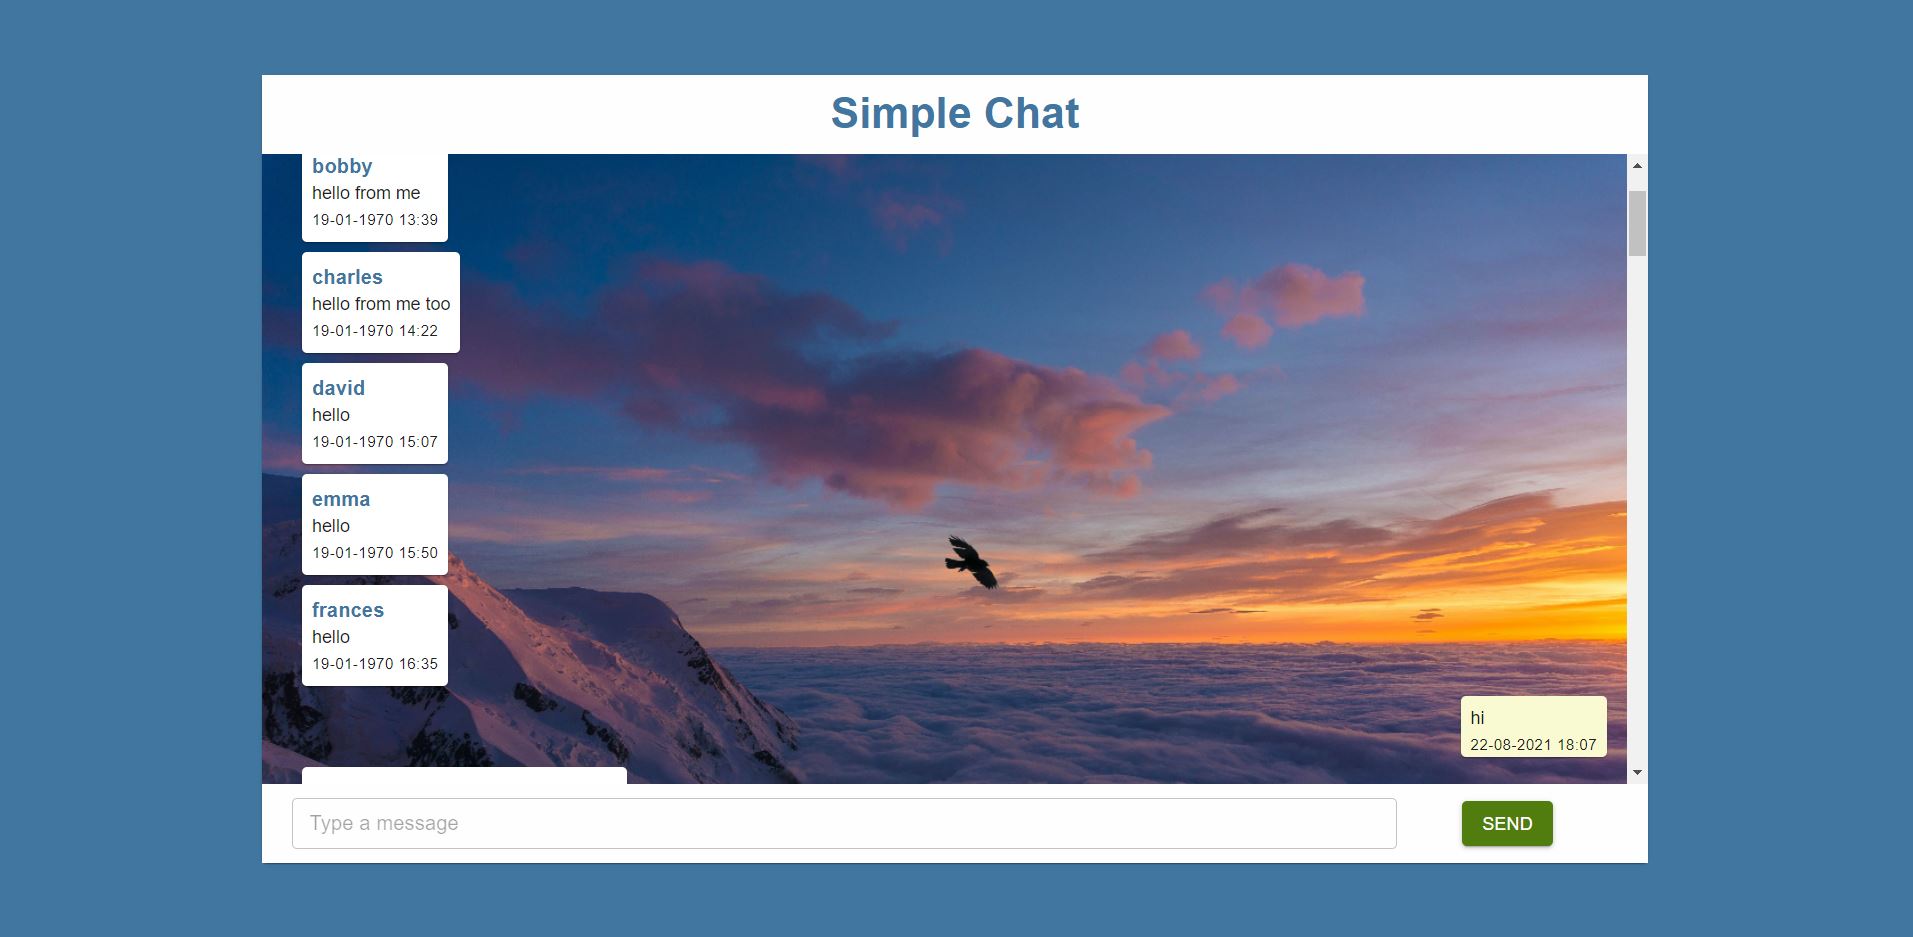 Simple Chat
bobby
hello from me
19-01-1970 13:39
charles
hello from me too
19-01-1970 14:22
david
hello
19-01-1970 15:07
emma
hello
19-01-1970 15:50
frances
hello
19-01-1970 16:35
hi
22-08-2021 18:07
Type a message
SEND